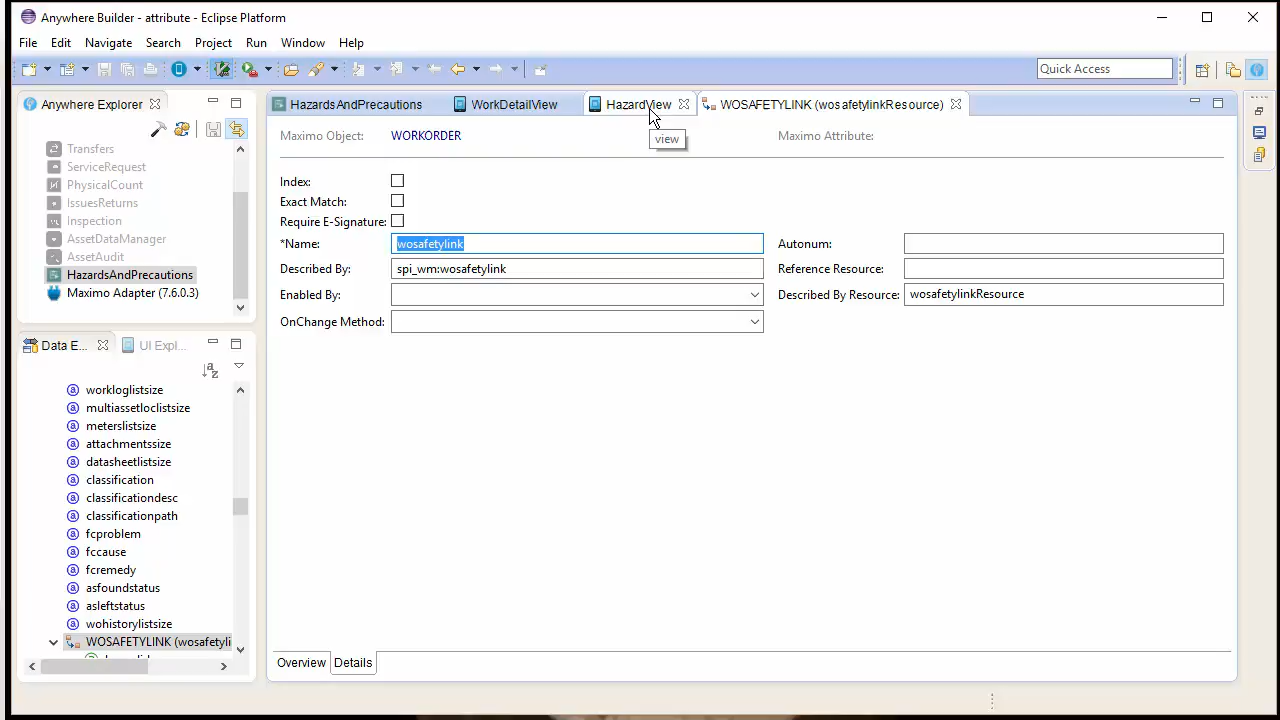 Anywhere Builder - attribute - Eclipse Platform
File Edit Navigate Search Project Run Window Help
Quick Access
Anywhere Explorer
Transfers
ServiceRequest
PhysicalCount
IssuesReturns
Inspection
AssetDataManager
AssetAudit
HazardsAndPrecautions
Maximo Adapter (7.6.0.3)
Data E... UI Expl...
workloglistsize
multiassetloclistsize
meterslistsize
attachmentssize
datasheetlistsize
classification
classificationdesc
classificationpath
fcproblem
fccause
fcremedy
asfoundstatus
asleftstatus
wohistorylistsize
WOSAFETYLINK (wosafetyli
HazardsAndPrecautions WorkDetailView HazardView WOSAFETYLINK (wosafetylinkResource)
view
Maximo Object: WORKORDER Maximo Attribute:
Index:
Exact Match:
Require E-Signature:
*Name: wosafetylink Autonum:
Described By: spi_wm:wosafetylink Reference Resource:
Enabled By: Described By Resource: wosafetylinkResource
OnChange Method:
Overview Details